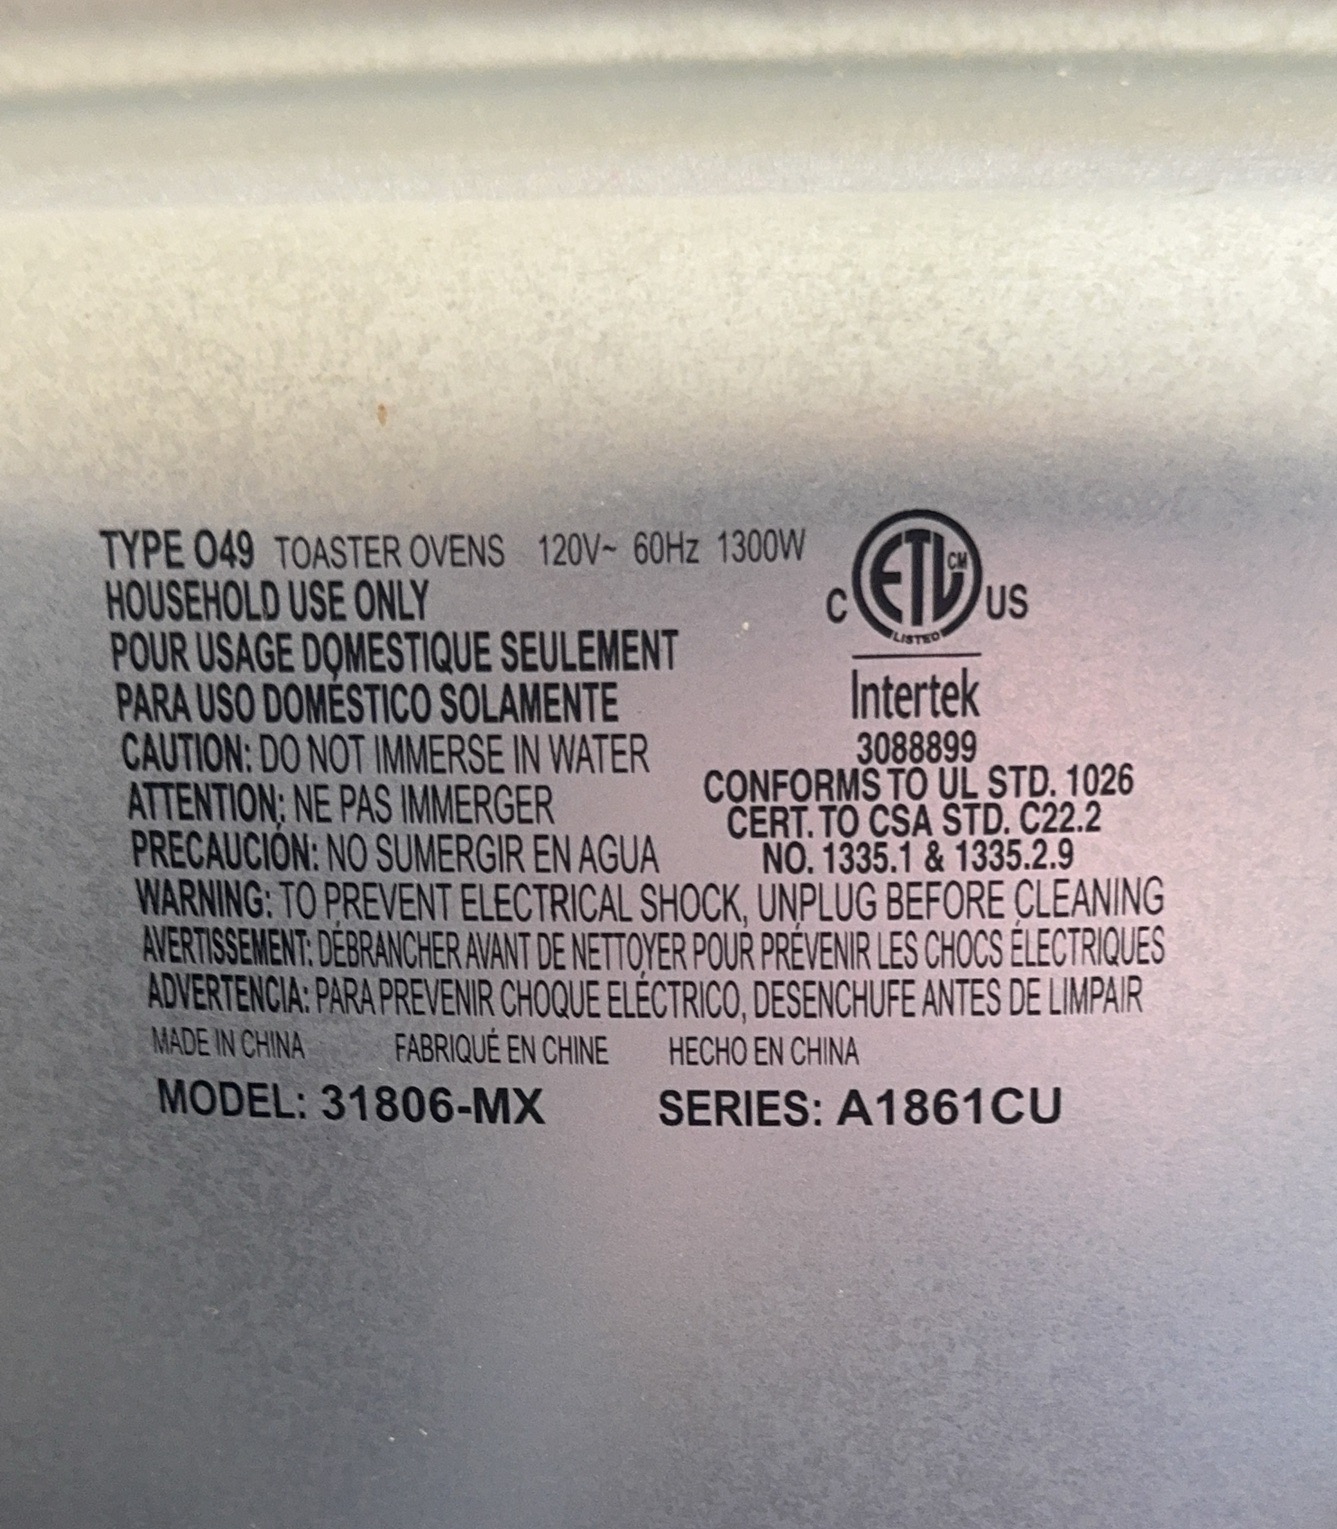 TYPE O49 TOASTER OVENS 120V~ 60Hz 1300W
HOUSEHOLD USE ONLY
POUR USAGE DOMESTIQUE SEULEMENT
PARA USO DOMÉSTICO SOLAMENTE
CAUTION: DO NOT IMMERSE IN WATER
ATTENTION: NE PAS IMMERGER
PRECAUCIÓN: NO SUMERGIR EN AGUA
C ETL CM US
LISTED
Intertek
3088899
CONFORMS TO UL STD. 1026
CERT. TO CSA STD. C22.2
NO. 1335.1 & 1335.2.9
WARNING: TO PREVENT ELECTRICAL SHOCK, UNPLUG BEFORE CLEANING
AVERTISSEMENT: DÉBRANCHER AVANT DE NETTOYER POUR PRÉVENIR LES CHOCS ÉLECTRIQUES
ADVERTENCIA: PARA PREVENIR CHOQUE ELÉCTRICO, DESENCHUFE ANTES DE LIMPAIR
MADE IN CHINA FABRIQUÉ EN CHINE HECHO EN CHINA
MODEL: 31806-MX SERIES: A1861CU